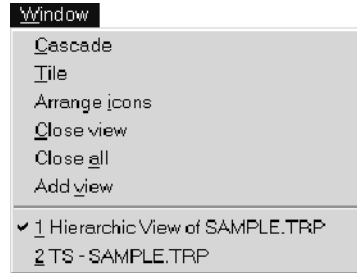 Window
Cascade
Tile
Arrange icons
Close view
Close all
Add view
1 Hierarchic View of SAMPLE.TRP
2 TS - SAMPLE.TRP